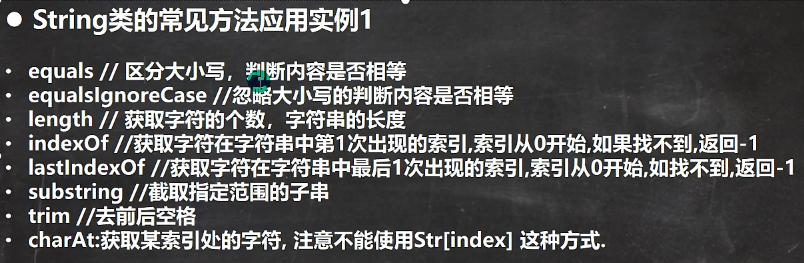 ● String类的常见方法应用实例1
• equals // 区分大小写，判断内容是否相等
• equalsIgnoreCase //忽略大小写的判断内容是否相等
• length // 获取字符的个数，字符串的长度
• indexOf //获取字符在字符串中第1次出现的索引,索引从0开始,如果找不到,返回-1
• lastIndexOf //获取字符在字符串中最后1次出现的索引,索引从0开始,如找不到,返回-1
• substring //截取指定范围的子串
• trim //去前后空格
• charAt:获取某索引处的字符, 注意不能使用Str[index] 这种方式.